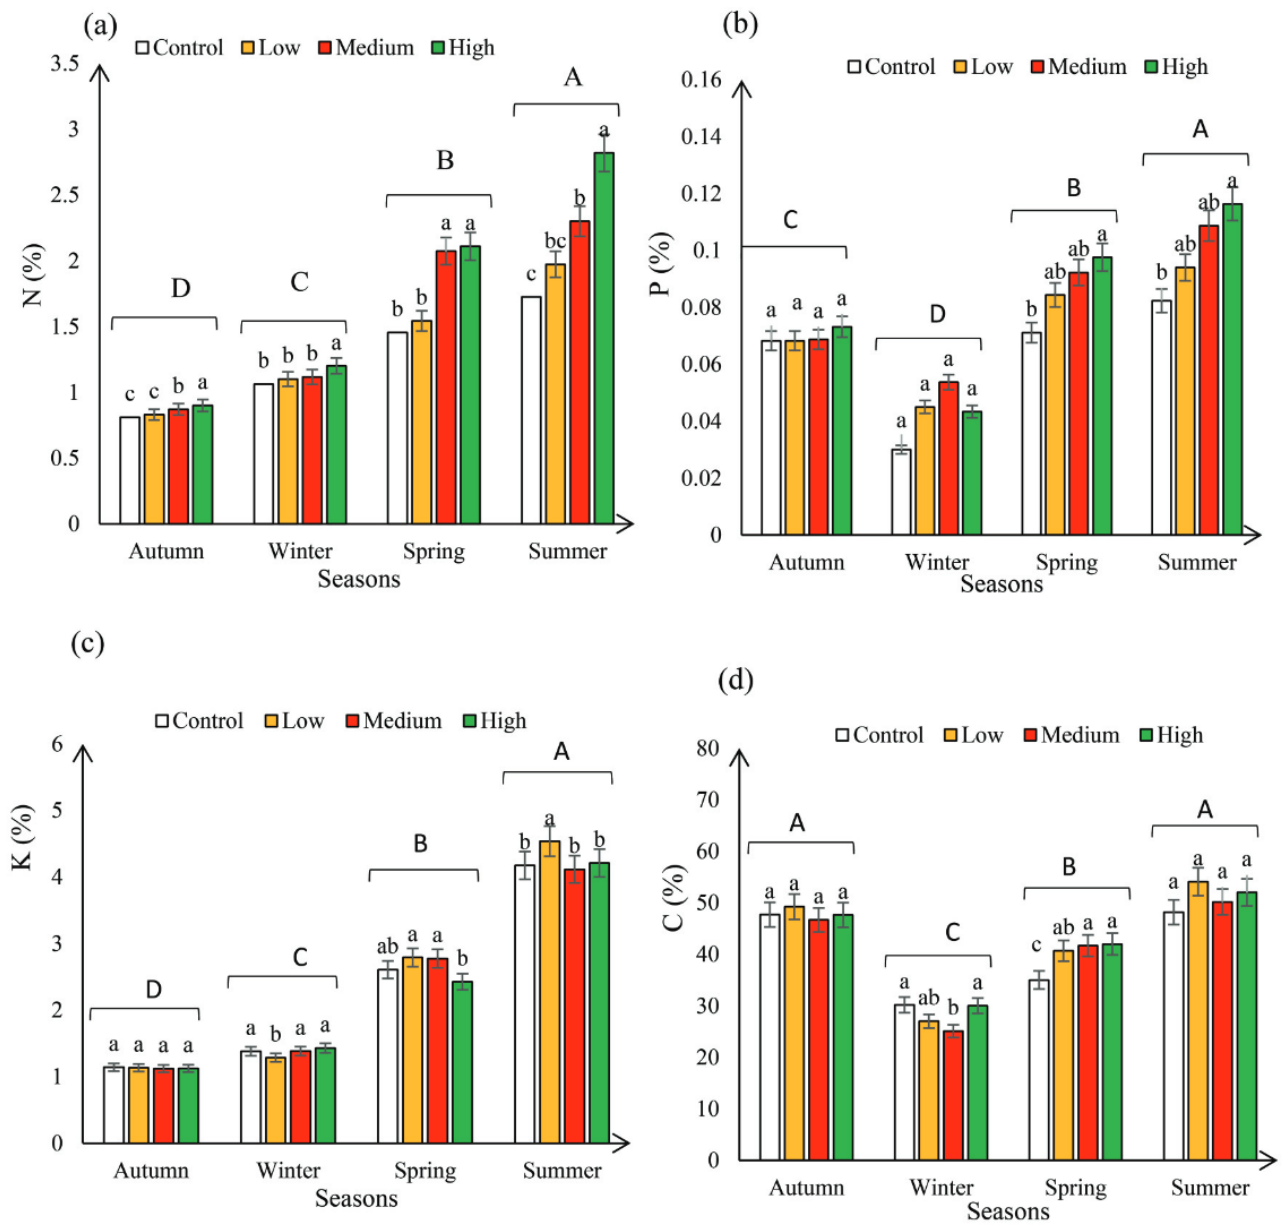 (a)
Control Low Medium High
N (%)
3.5
3
2.5
2
1.5
1
0.5
0
D
C
B
A
c c b a
b b b a
b b a a
c bc b a
Autumn Winter Spring Summer
Seasons
(b)
Control Low Medium High
P (%)
0.16
0.14
0.12
0.1
0.08
0.06
0.04
0.02
0
C
D
B
A
a a a a
a a a a
b ab ab a
b ab ab a
Autumn Winter Spring Summer
Seasons
(c)
Control Low Medium High
K (%)
6
5
4
3
2
1
0
D
C
B
A
a a a a
a b a a
ab a a b
b a b b
Autumn Winter Spring Summer
Seasons
(d)
Control Low Medium High
C (%)
80
70
60
50
40
30
20
10
0
A
C
B
A
a a a a
a ab b a
c ab a a
a a a a
Autumn Winter Spring Summer
Seasons